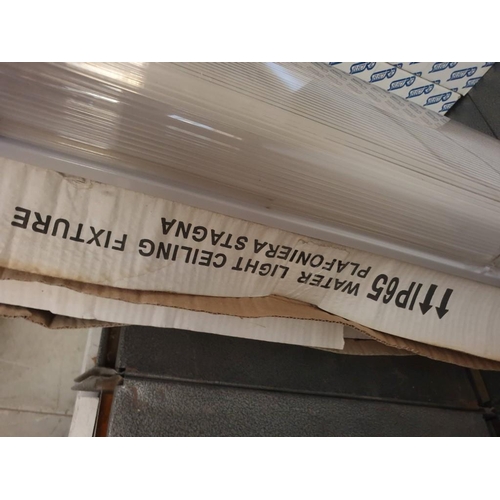 ↑↑IP65 WATER LIGHT CEILING FIXTURE
PLAFONIERA STAGNA